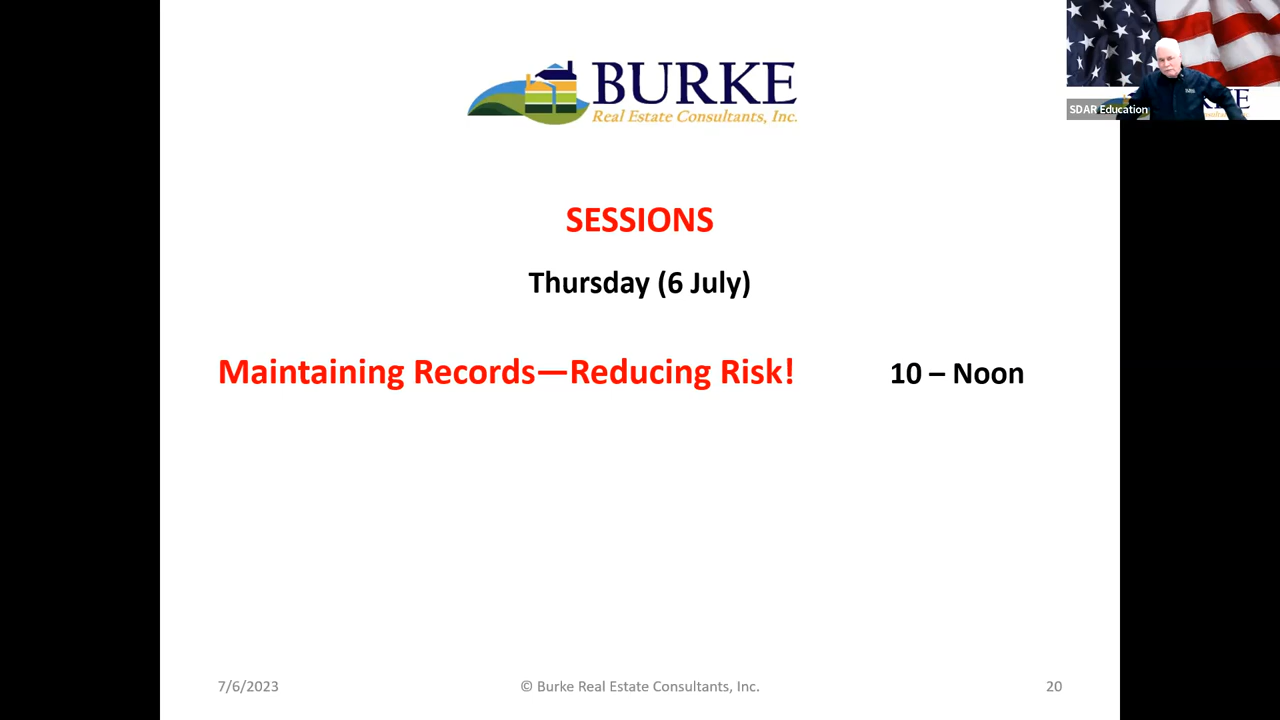 BURKE
Real Estate Consultants, Inc.
SDAR Education
SESSIONS
Thursday (6 July)
Maintaining Records—Reducing Risk! 10 – Noon
7/6/2023 © Burke Real Estate Consultants, Inc. 20